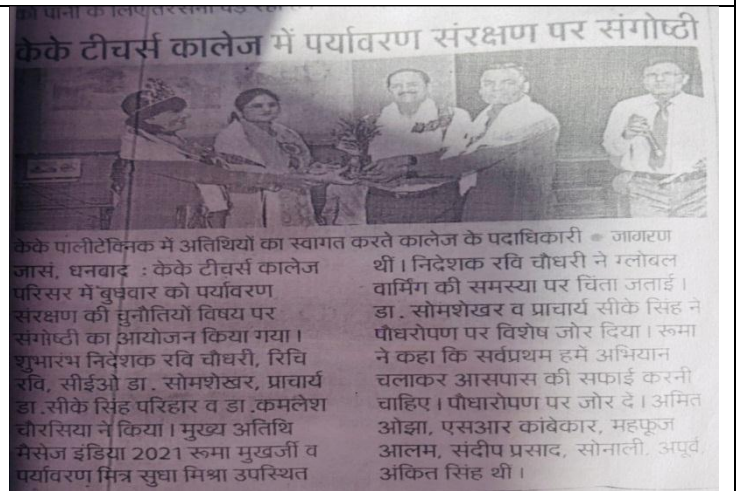 को पानी के लिए तरसना पड़
केके टीचर्स कालेज में पर्यावरण संरक्षण पर संगोष्ठी
केके पालीटेक्निक में अतिथियों का स्वागत करते कालेज के पदाधिकारी ● जागरण
जासं, धनबाद : केके टीचर्स कालेज
परिसर में बुधवार को पर्यावरण
संरक्षण की चुनौतियों विषय पर
संगोष्ठी का आयोजन किया गया।
शुभारंभ निदेशक रवि चौधरी, रिचि
रवि, सीईओ डा. सोमशेखर, प्राचार्य
डा.सीके सिंह परिहार व डा.कमलेश
चौरसिया ने किया। मुख्य अतिथि
मैसेज इंडिया 2021 रूमा मुखर्जी व
पर्यावरण मित्र सुधा मिश्रा उपस्थित
थीं। निदेशक रवि चौधरी ने ग्लोबल
वार्मिंग की समस्या पर चिंता जताई।
डा. सोमशेखर व प्राचार्य सीके सिंह ने
पौधरोपण पर विशेष जोर दिया। रूमा
ने कहा कि सर्वप्रथम हमें अभियान
चलाकर आसपास की सफाई करनी
चाहिए। पौधारोपण पर जोर दें। अमित
ओझा, एसआर कांबेकार, महफूज
आलम, संदीप प्रसाद, सोनाली, अपूर्व,
अंकित सिंह थीं।